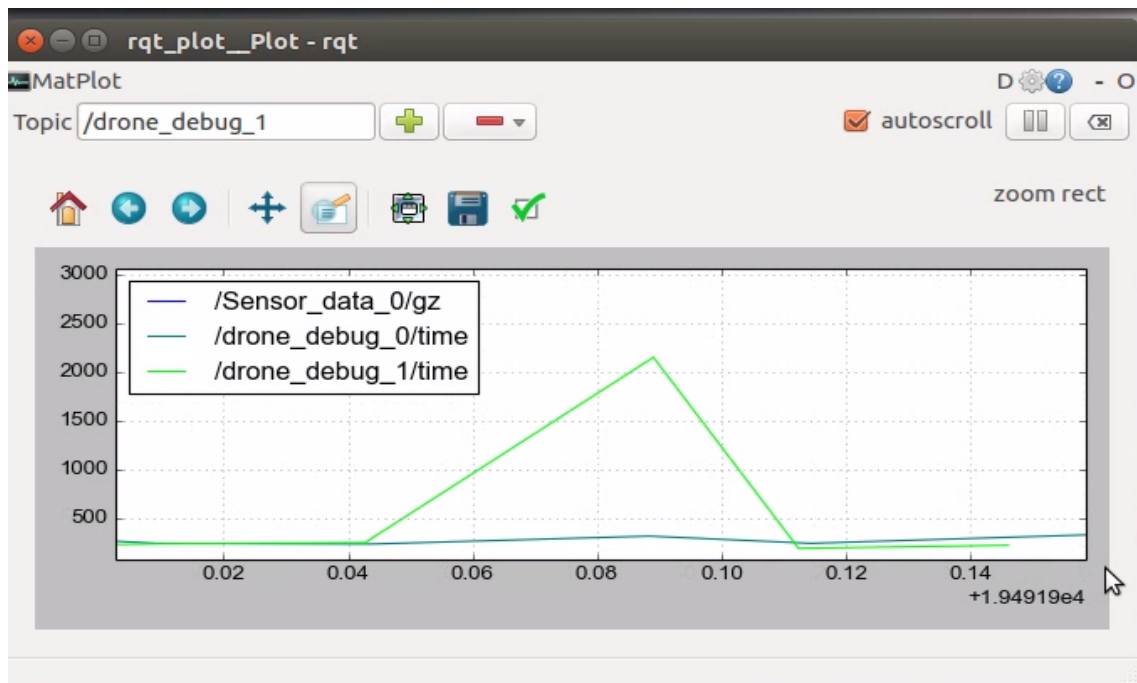 rqt_plot__Plot - rqt
MatPlot
D - O
Topic /drone_debug_1
autoscroll
zoom rect
3000
2500
2000
1500
1000
500
/Sensor_data_0/gz
/drone_debug_0/time
/drone_debug_1/time
0.02 0.04 0.06 0.08 0.10 0.12 0.14
+1.94919e4